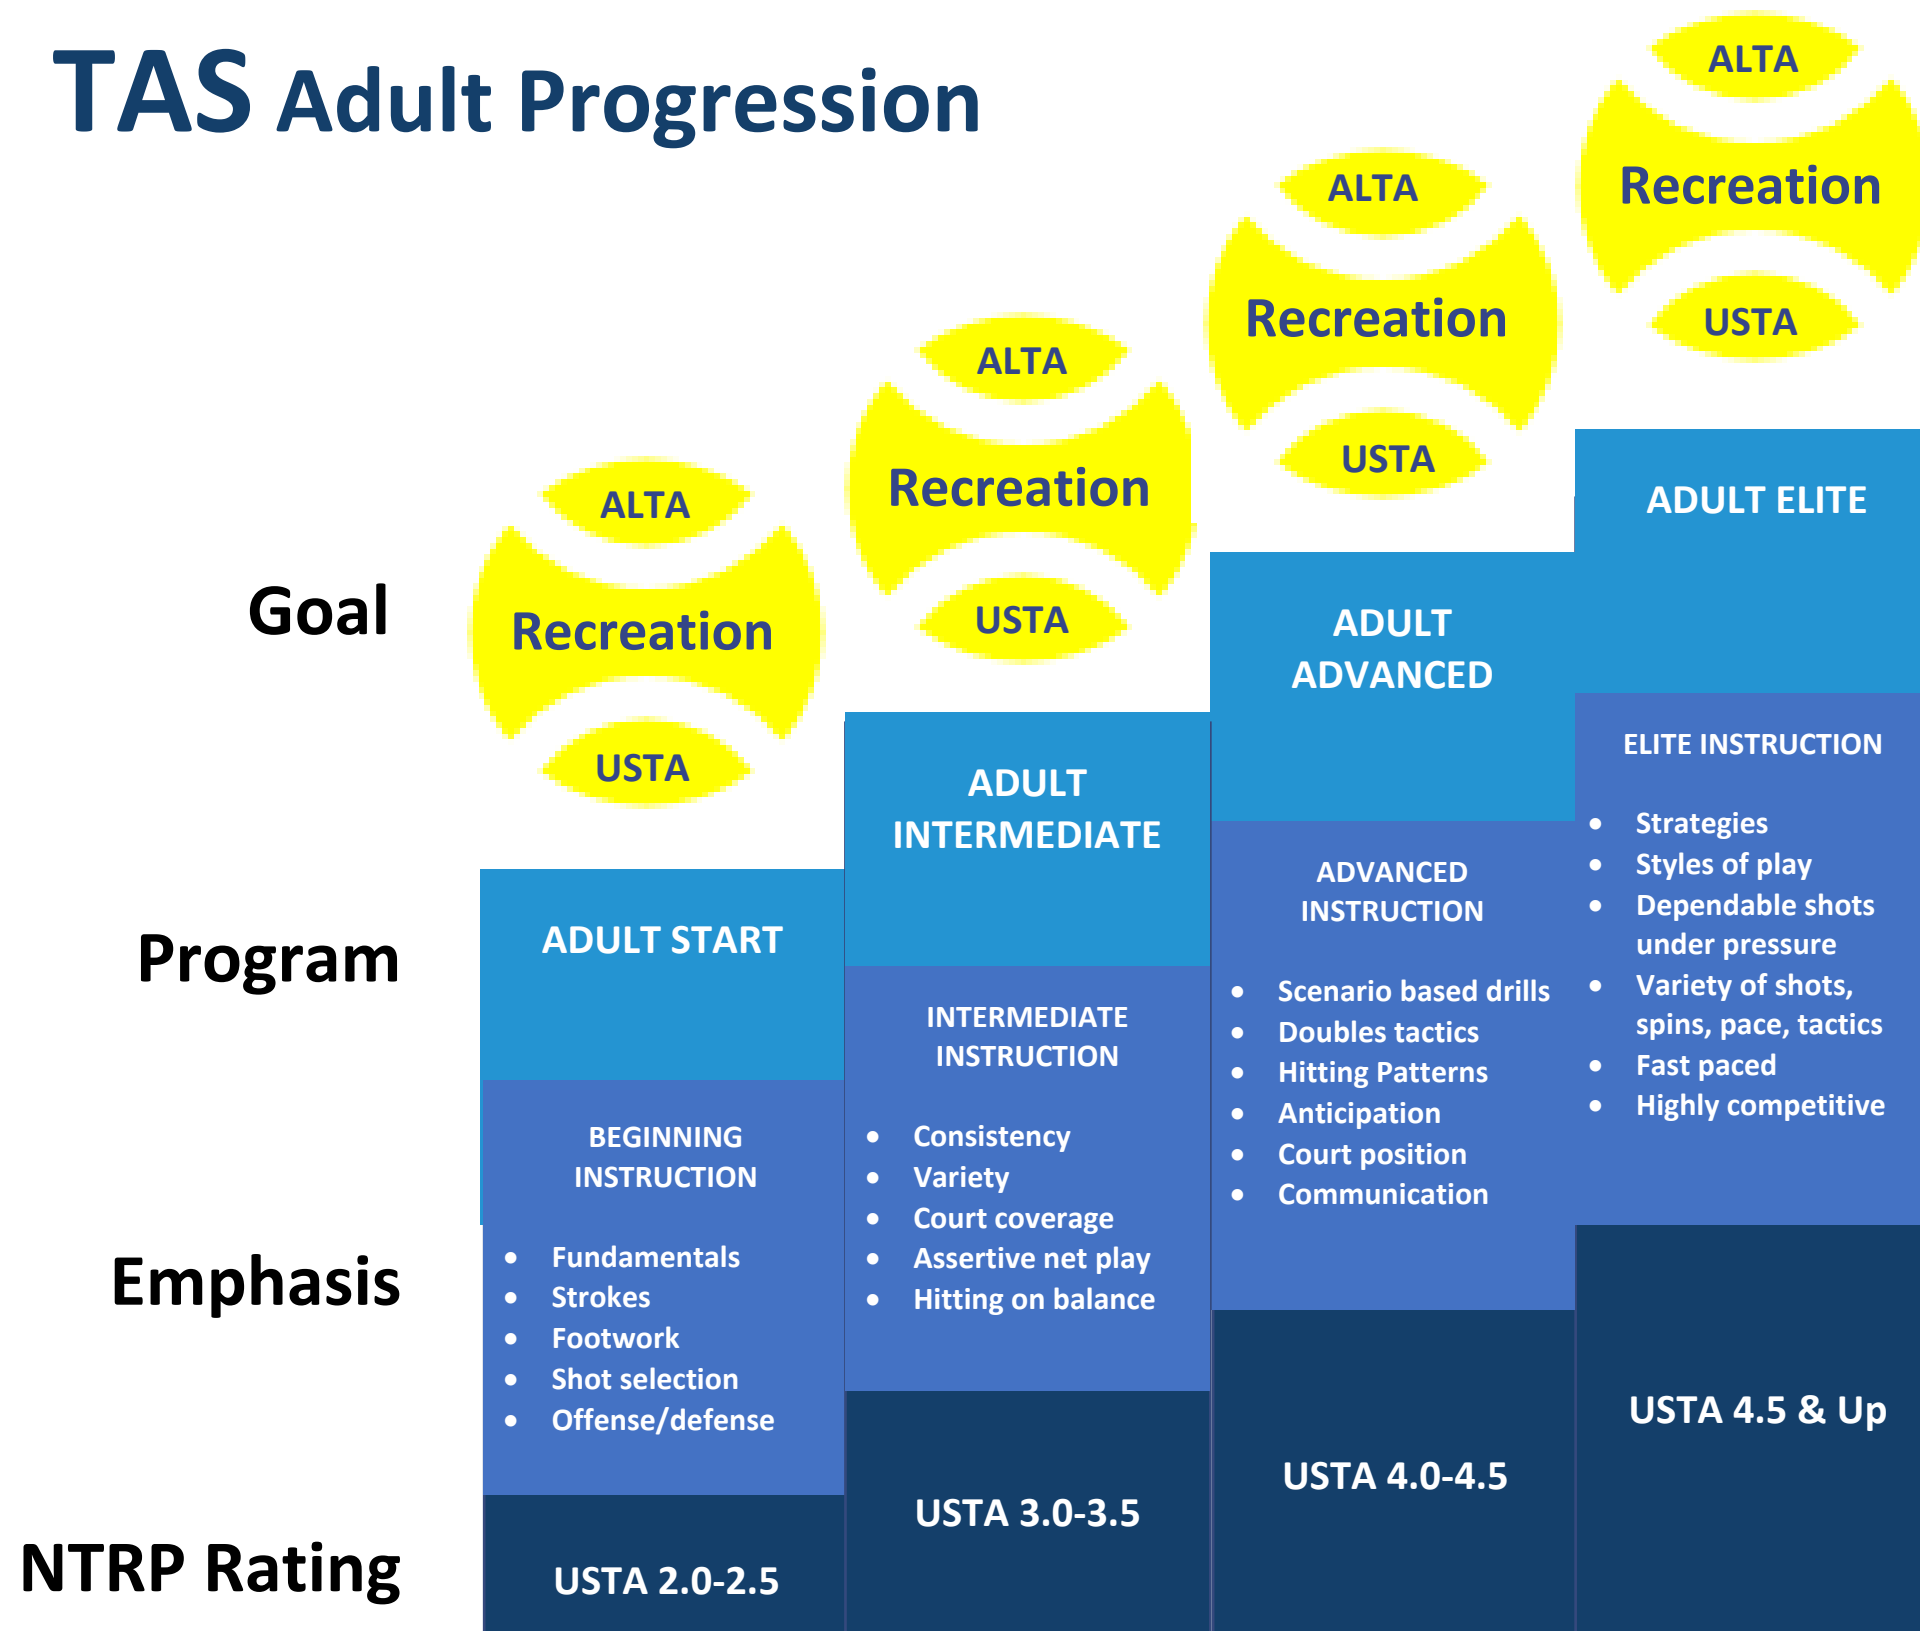 TAS Adult Progression
ALTA
Recreation
USTA
ALTA
Recreation
USTA
ALTA
Recreation
USTA
ALTA
Recreation
USTA
Goal
Program
Emphasis
NTRP Rating
ADULT START
BEGINNING
INSTRUCTION
• Fundamentals
• Strokes
• Footwork
• Shot selection
• Offense/defense
USTA 2.0-2.5
ADULT
INTERMEDIATE
INTERMEDIATE
INSTRUCTION
• Consistency
• Variety
• Court coverage
• Assertive net play
• Hitting on balance
USTA 3.0-3.5
ADULT
ADVANCED
ADVANCED
INSTRUCTION
• Scenario based drills
• Doubles tactics
• Hitting Patterns
• Anticipation
• Court position
• Communication
USTA 4.0-4.5
ADULT ELITE
ELITE INSTRUCTION
• Strategies
• Styles of play
• Dependable shots
under pressure
• Variety of shots,
spins, pace, tactics
• Fast paced
• Highly competitive
USTA 4.5 & Up